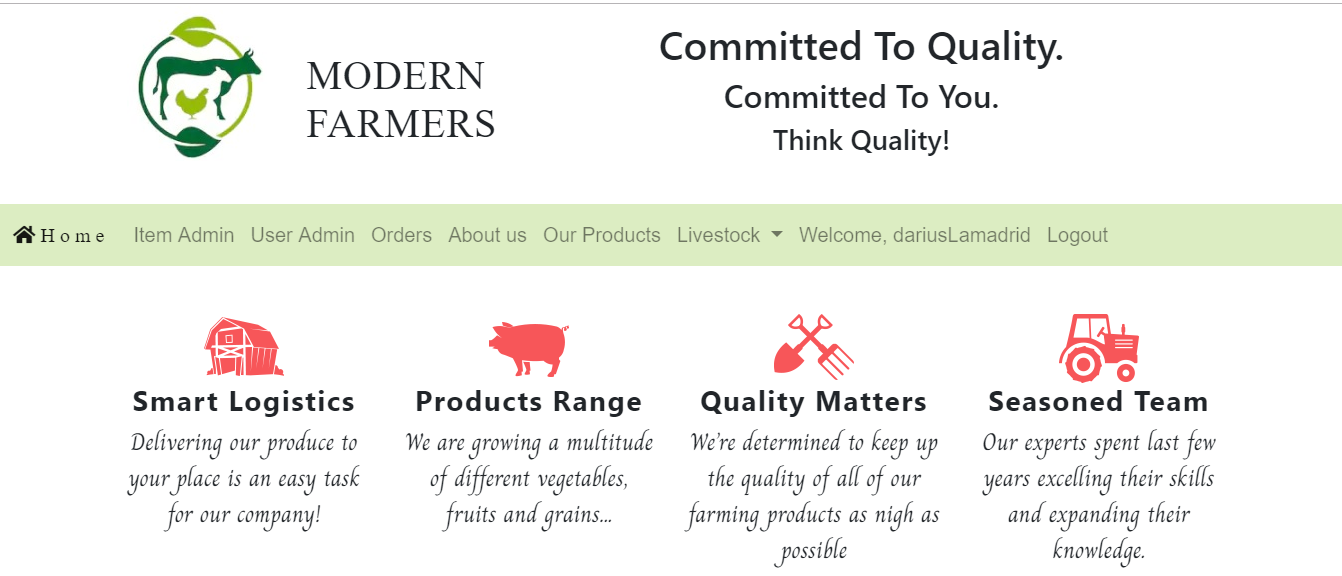 MODERN
FARMERS
Committed To Quality.
Committed To You.
Think Quality!
Home Item Admin User Admin Orders About us Our Products Livestock Welcome, dariusLamadrid Logout
Smart Logistics
Delivering our produce to
your place is an easy task
for our company!
Products Range
We are growing a multitude
of different vegetables,
fruits and grains...
Quality Matters
We're determined to keep up
the quality of all of our
farming products as nigh as
possible
Seasoned Team
Our experts spent last few
years excelling their skills
and expanding their
knowledge.